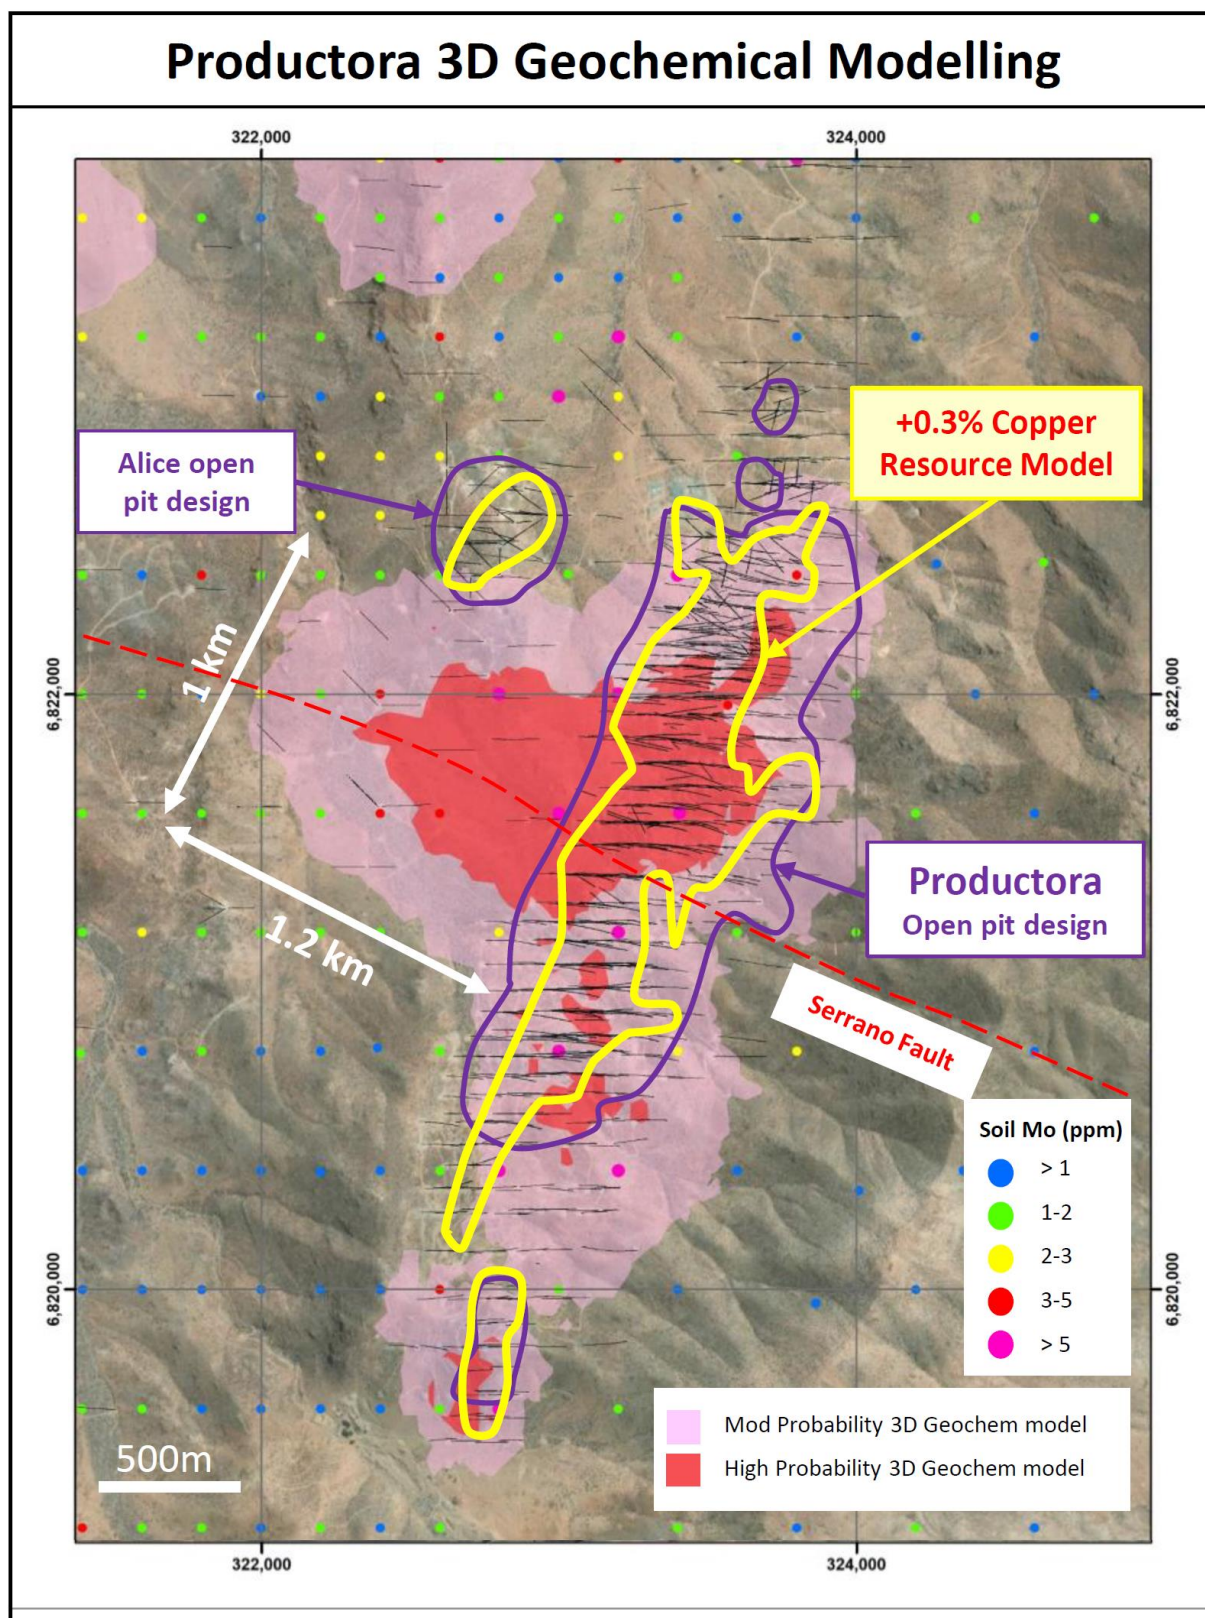 Productora 3D Geochemical Modelling
322,000
324,000
+0.3% Copper
Resource Model
Alice open
pit design
1 km
6,822,000
6,822,000
Productora
Open pit design
1.2 km
Serrano Fault
Soil Mo (ppm)
> 1
1-2
2-3
3-5
> 5
6,820,000
6,820,000
Mod Probability 3D Geochem model
High Probability 3D Geochem model
500m
322,000
324,000